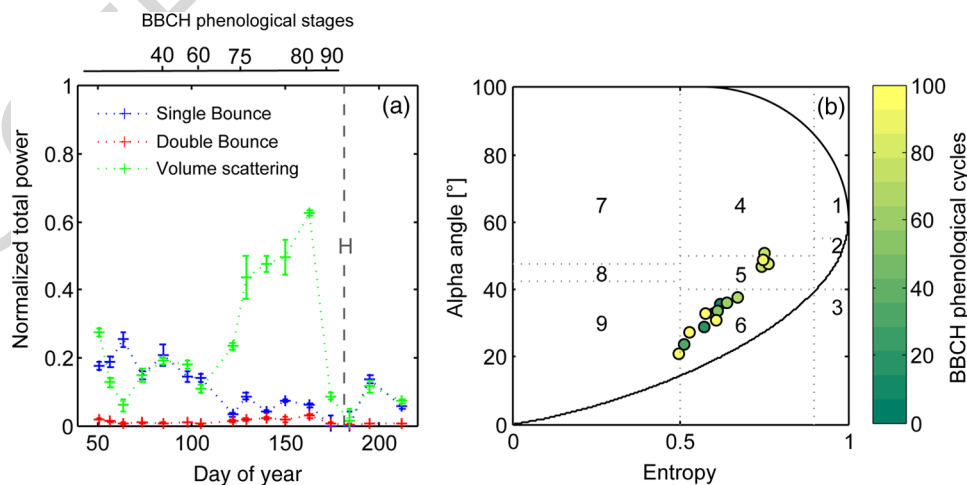 BBCH phenological stages
40 60 75 80 90
1
0.8
0.6
0.4
0.2
0
Normalized total power
(a)
Single Bounce
Double Bounce
Volume scattering
H
50 100 150 200
Day of year
100
80
60
40
20
0
Alpha angle [°]
(b)
7 4 1
2
8 5
3
9 6
0 0.5 1
Entropy
100
80
60
40
20
0
BBCH phenological cycles